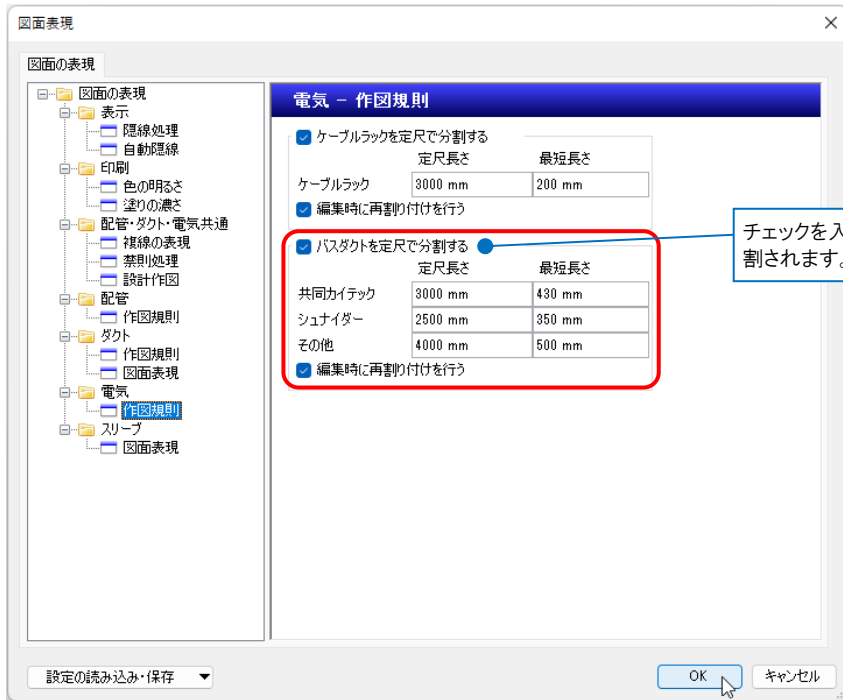 図面表現
図面の表現
図面の表現
表示
隠線処理
自動隠線
印刷
色の明るさ
塗りの濃さ
配管・ダクト・電気共通
複線の表現
禁則処理
設計作図
配管
作図規則
ダクト
作図規則
図面表現
電気
作図規則
スリーブ
図面表現
電気 - 作図規則
ケーブルラックを定尺で分割する
定尺長さ 最短長さ
ケーブルラック 3000 mm 200 mm
編集時に再割り付けを行う
バスダクトを定尺で分割する
定尺長さ 最短長さ
共同カイテック 3000 mm 430 mm
シュナイダー 2500 mm 350 mm
その他 4000 mm 500 mm
編集時に再割り付けを行う
チェックを入
割されます。
設定の読み込み・保存
OK キャンセル